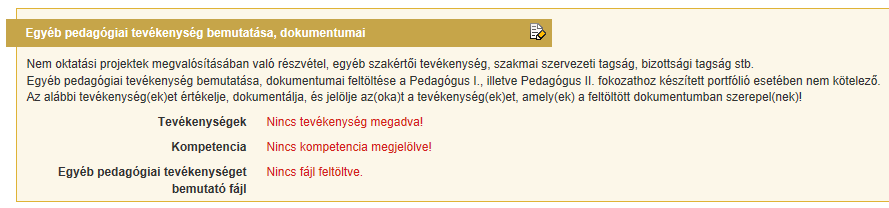 Egyéb pedagógiai tevékenység bemutatása, dokumentumai
Nem oktatási projektek megvalósításában való részvétel, egyéb szakértői tevékenység, szakmai szervezeti tagság, bizottsági tagság stb.
Egyéb pedagógiai tevékenység bemutatása, dokumentumai feltöltése a Pedagógus I., illetve Pedagógus II. fokozathoz készített portfólió esetében nem kötelező.
Az alábbi tevékenység(ek)et értékelje, dokumentálja, és jelölje az(oka)t a tevékenység(ek)et, amely(ek) a feltöltött dokumentumban szerepel(nek)!
Tevékenységek Nincs tevékenység megadva!
Kompetencia Nincs kompetencia megjelölve!
Egyéb pedagógiai tevékenységet Nincs fájl feltöltve.
bemutató fájl